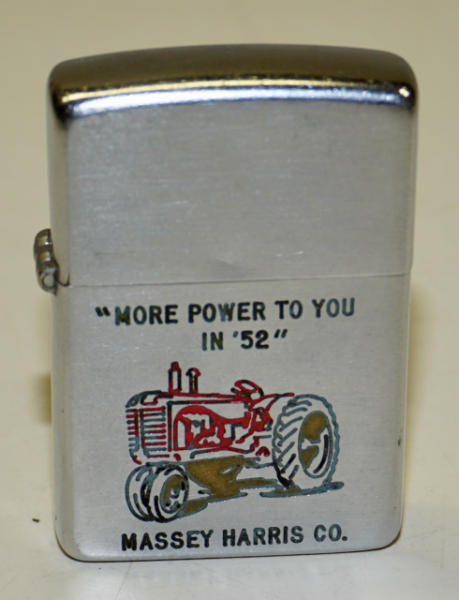 "MORE POWER TO YOU
IN '52"
MASSEY HARRIS CO.